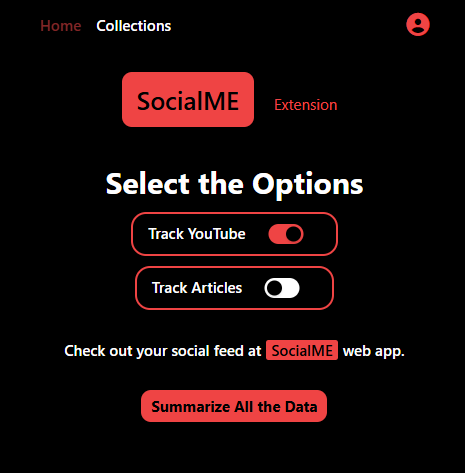 Home Collections
SocialME Extension
Select the Options
Track YouTube
Track Articles
Check out your social feed at SocialME web app.
Summarize All the Data